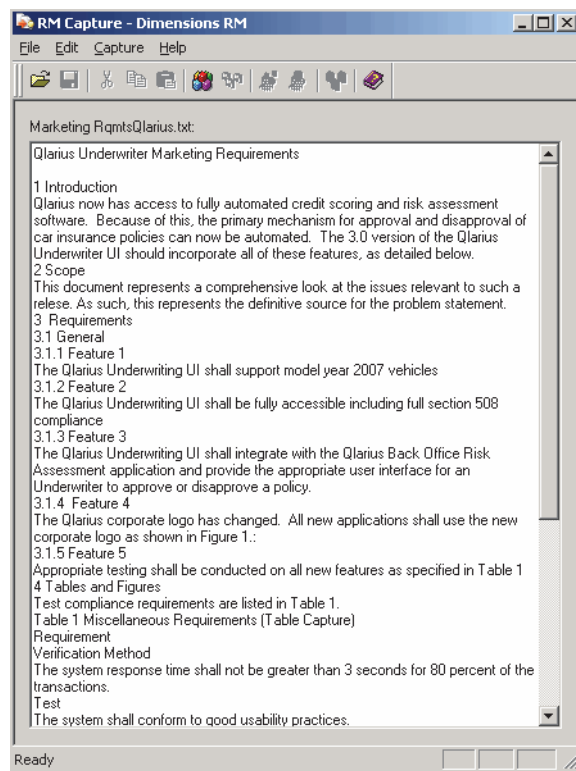 RM Capture - Dimensions RM
File Edit Capture Help
Marketing RqmtsQlarius.txt:
Qlarius Underwriter Marketing Requirements
1 Introduction
Qlarius now has access to fully automated credit scoring and risk assessment
software. Because of this, the primary mechanism for approval and disapproval of
car insurance policies can now be automated. The 3.0 version of the Qlarius
Underwriter UI should incorporate all of these features, as detailed below.
2 Scope
This document represents a comprehensive look at the issues relevant to such a
relese. As such, this represents the definitive source for the problem statement.
3 Requirements
3.1 General
3.1.1 Feature 1
The Qlarius Underwriting UI shall support model year 2007 vehicles
3.1.2 Feature 2
The Qlarius Underwriting UI shall be fully accessible including full section 508
compliance
3.1.3 Feature 3
The Qlarius Underwriting UI shall integrate with the Qlarius Back Office Risk
Assessment application and provide the appropriate user interface for an
Underwriter to approve or disapprove a policy.
3.1.4 Feature 4
The Qlarius corporate logo has changed. All new applications shall use the new
corporate logo as shown in Figure 1.:
3.1.5 Feature 5
Appropriate testing shall be conducted on all new features as specified in Table 1
4 Tables and Figures
Test compliance requirements are listed in Table 1.
Table 1 Miscellaneous Requirements (Table Capture)
Requirement
Verification Method
The system response time shall not be greater than 3 seconds for 80 percent of the
transactions.
Test
The system shall conform to good usability practices.
Ready